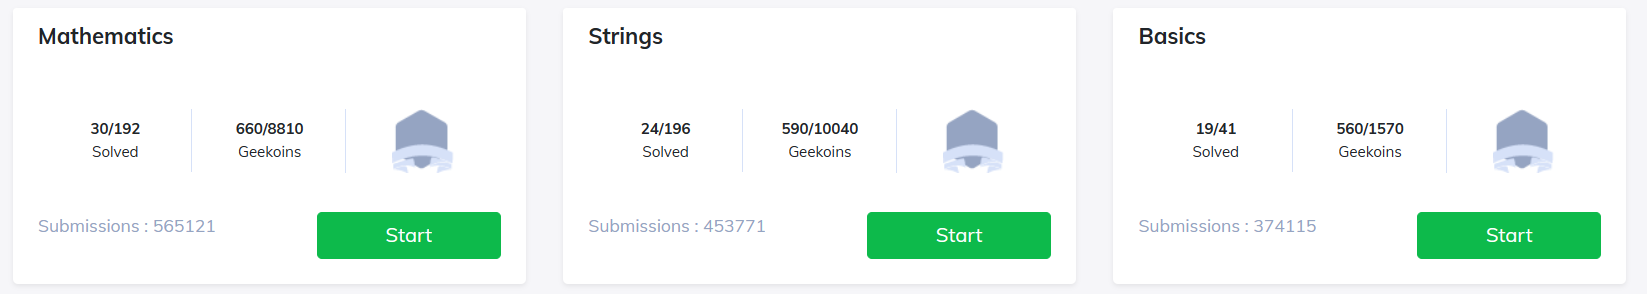 Mathematics
30/192
Solved
660/8810
Geekoins
Submissions : 565121
Start
Strings
24/196
Solved
590/10040
Geekoins
Submissions : 453771
Start
Basics
19/41
Solved
560/1570
Geekoins
Submissions : 374115
Start